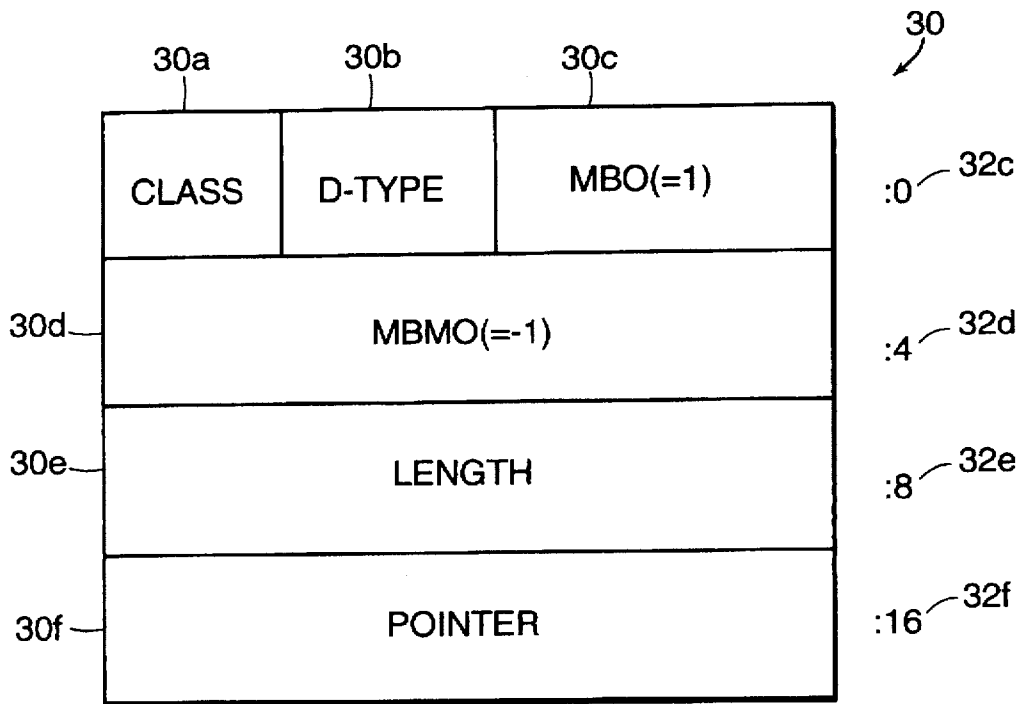 30
30a 30b 30c
CLASS D-TYPE MBO(=1) :0 32c
30d MBMO(=-1) :4 32d
30e LENGTH :8 32e
30f POINTER :16 32f